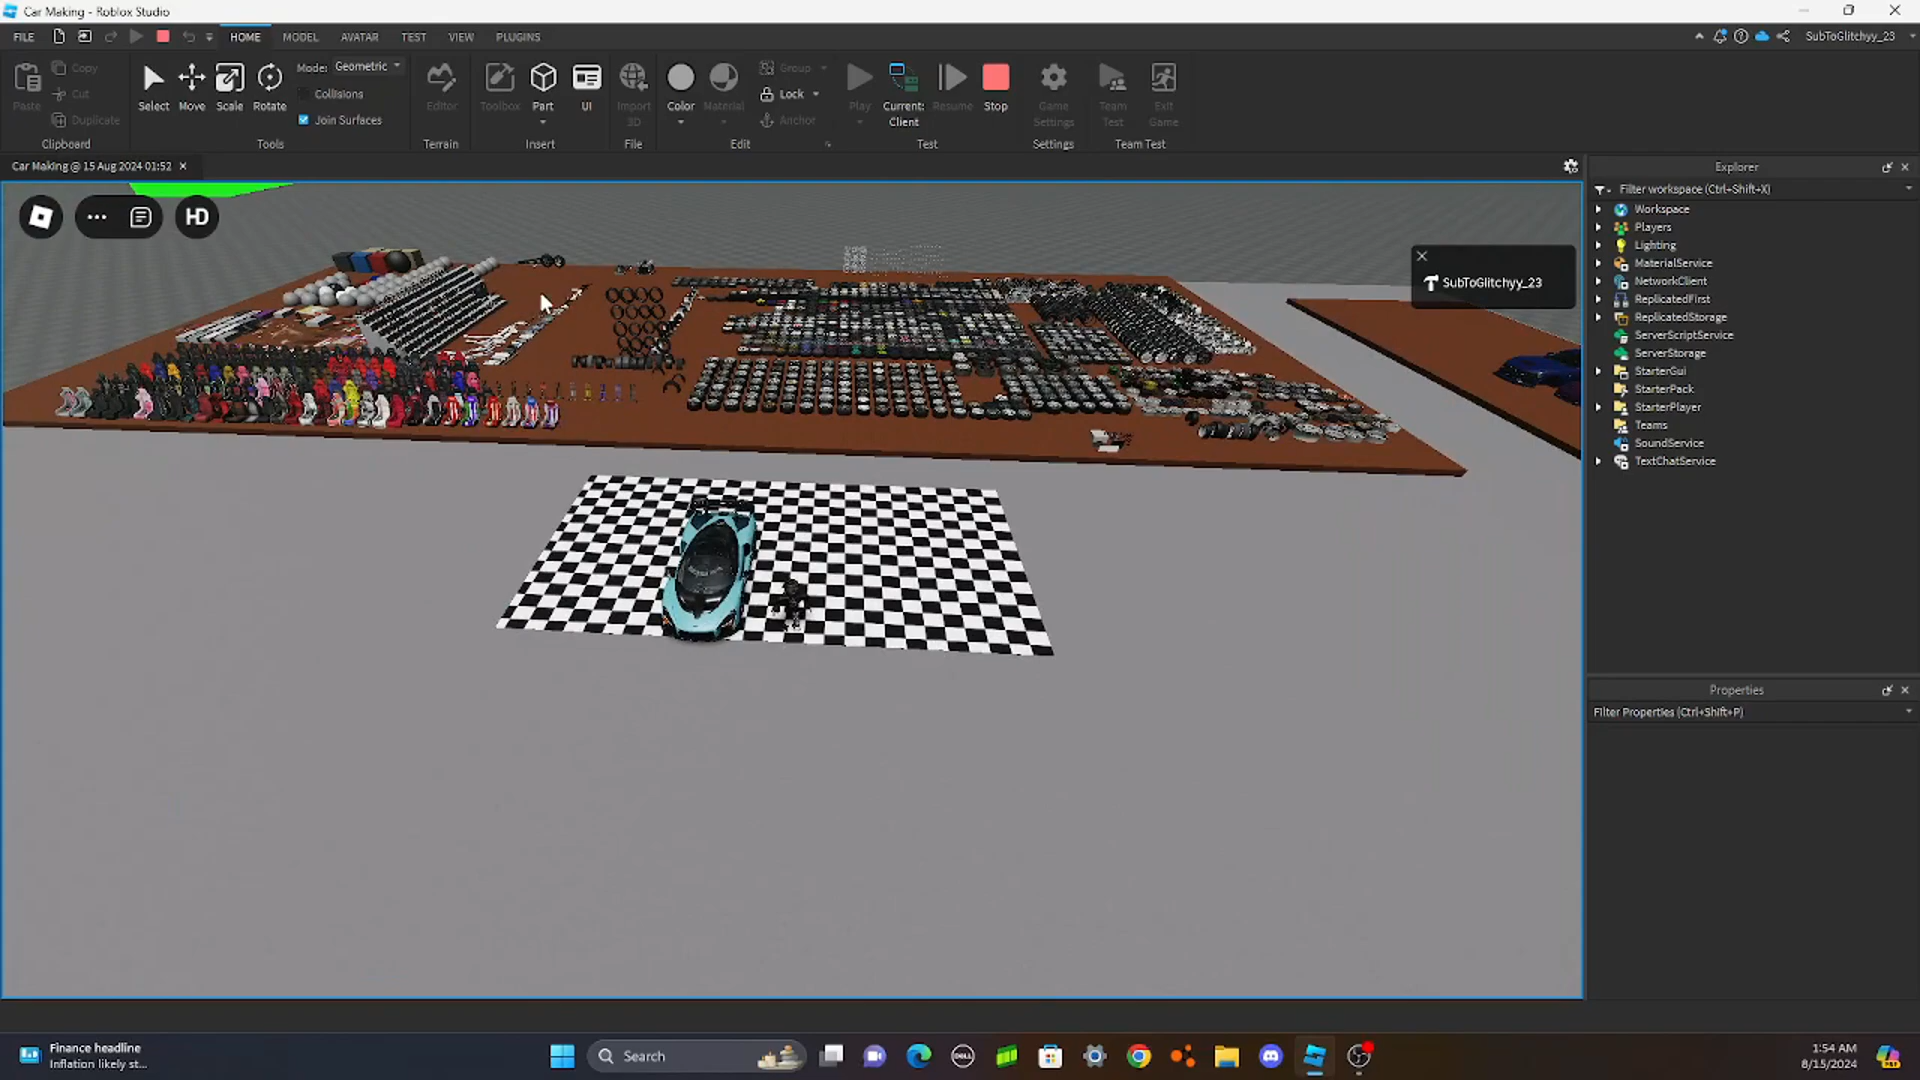 Car Making - Roblox Studio
FILE HOME MODEL AVATAR TEST VIEW PLUGINS SubToGlitchyy_23
Paste Copy Cut Duplicate
Clipboard
Select Move Scale Rotate
Mode: Geometric
Collisions
Join Surfaces
Tools
Editor
Terrain
Toolbox Part UI
Insert
Import 3D
File
Color Material Group Lock Anchor
Edit
Play Current: Client Resume Stop
Test
Game Settings
Settings
Team Test Exit Game
Team Test
Car Making @ 15 Aug 2024 01:52
HD
SubToGlitchyy_23
Explorer
Filter workspace (Ctrl+Shift+X)
Workspace
Players
Lighting
MaterialService
NetworkClient
ReplicatedFirst
ReplicatedStorage
ServerScriptService
ServerStorage
StarterGui
StarterPack
StarterPlayer
Teams
SoundService
TextChatService
Properties
Filter Properties (Ctrl+Shift+P)
Finance headline
Inflation likely st...
Search
DELL
1:54 AM
8/15/2024